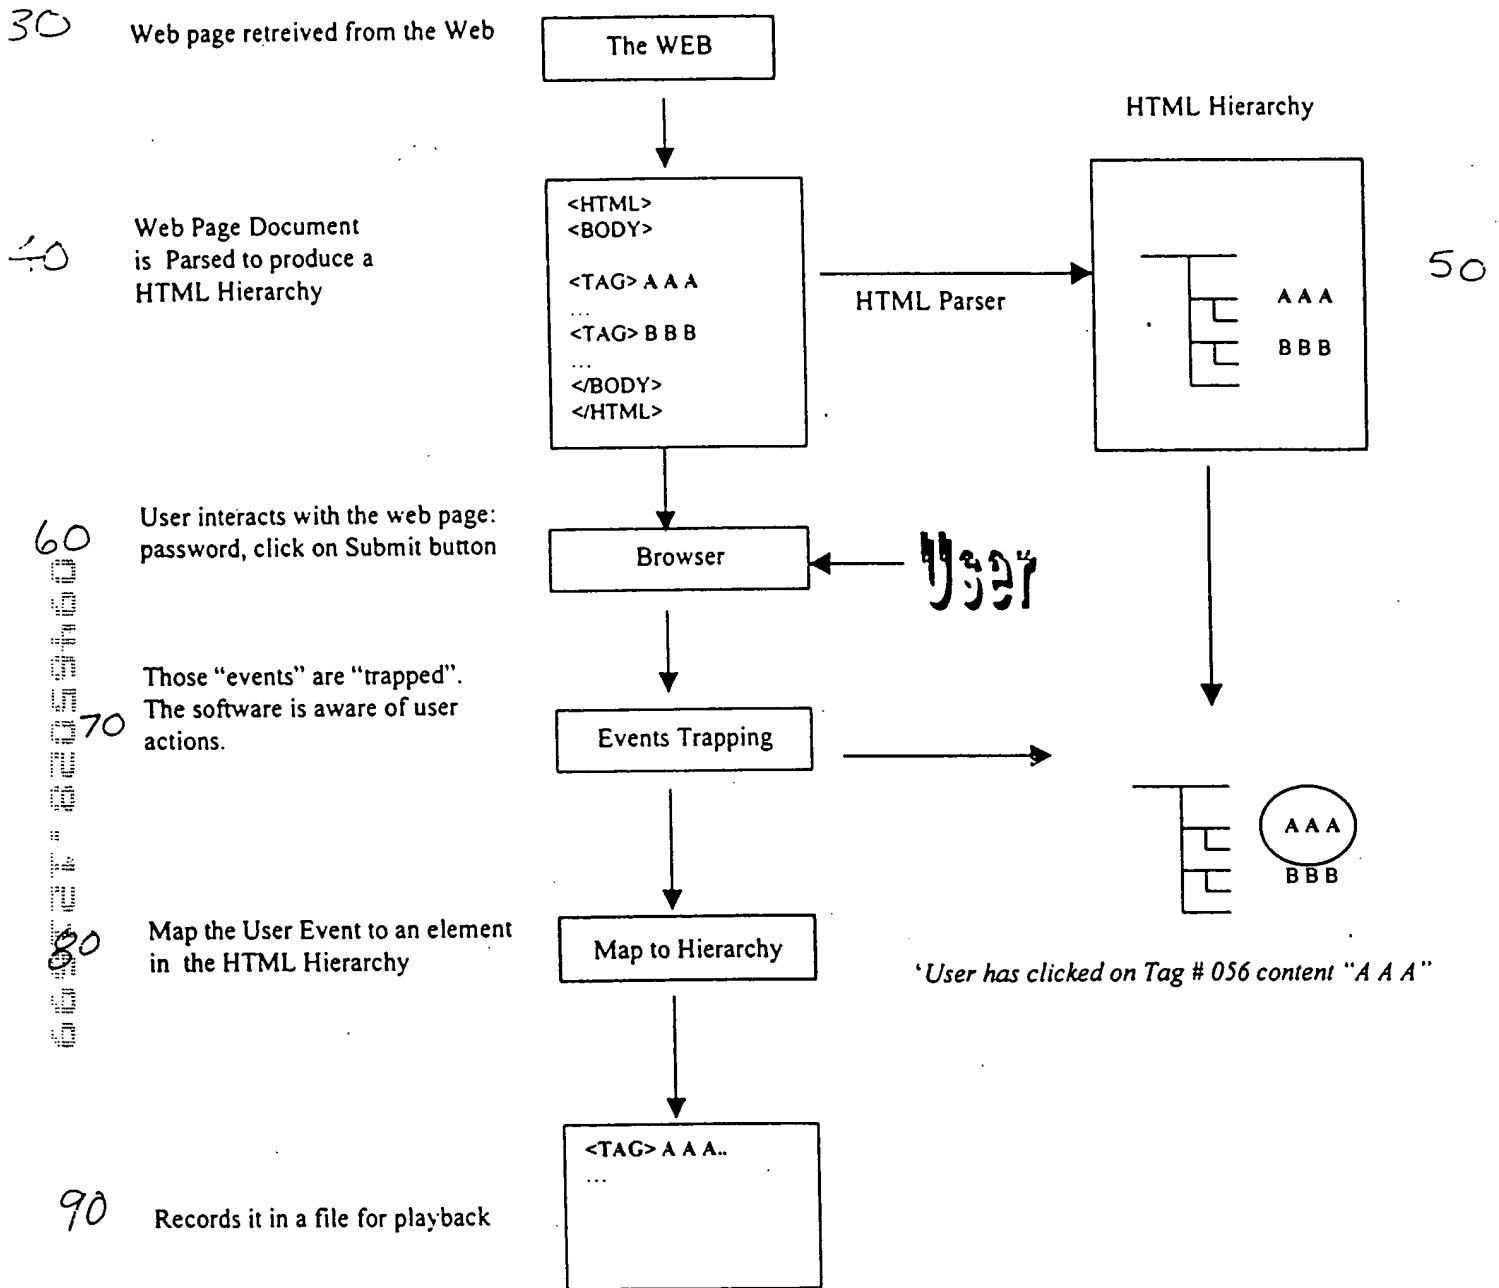 30
Web page retreived from the Web
The WEB
HTML Hierarchy
40
Web Page Document
is Parsed to produce a
HTML Hierarchy
<HTML>
<BODY>
<TAG> A A A
...
<TAG> B B B
...
</BODY>
</HTML>
HTML Parser
A A A
B B B
50
60
User interacts with the web page:
password, click on Submit button
Browser
User
70
Those “events” are “trapped”.
The software is aware of user
actions.
Events Trapping
A A A
B B B
80
Map the User Event to an element
in the HTML Hierarchy
Map to Hierarchy
‘User has clicked on Tag # 056 content “A A A”
<TAG> A A A..
...
90
Records it in a file for playback